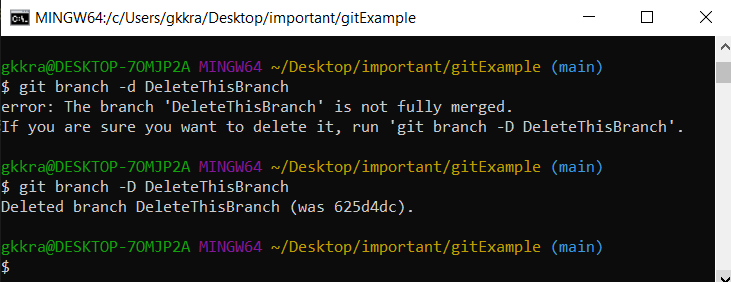 MINGW64:/c/Users/gkkra/Desktop/important/gitExample
gkkra@DESKTOP-7OMJP2A MINGW64 ~/Desktop/important/gitExample (main)
$ git branch -d DeleteThisBranch
error: The branch 'DeleteThisBranch' is not fully merged.
If you are sure you want to delete it, run 'git branch -D DeleteThisBranch'.
gkkra@DESKTOP-7OMJP2A MINGW64 ~/Desktop/important/gitExample (main)
$ git branch -D DeleteThisBranch
Deleted branch DeleteThisBranch (was 625d4dc).
gkkra@DESKTOP-7OMJP2A MINGW64 ~/Desktop/important/gitExample (main)
$